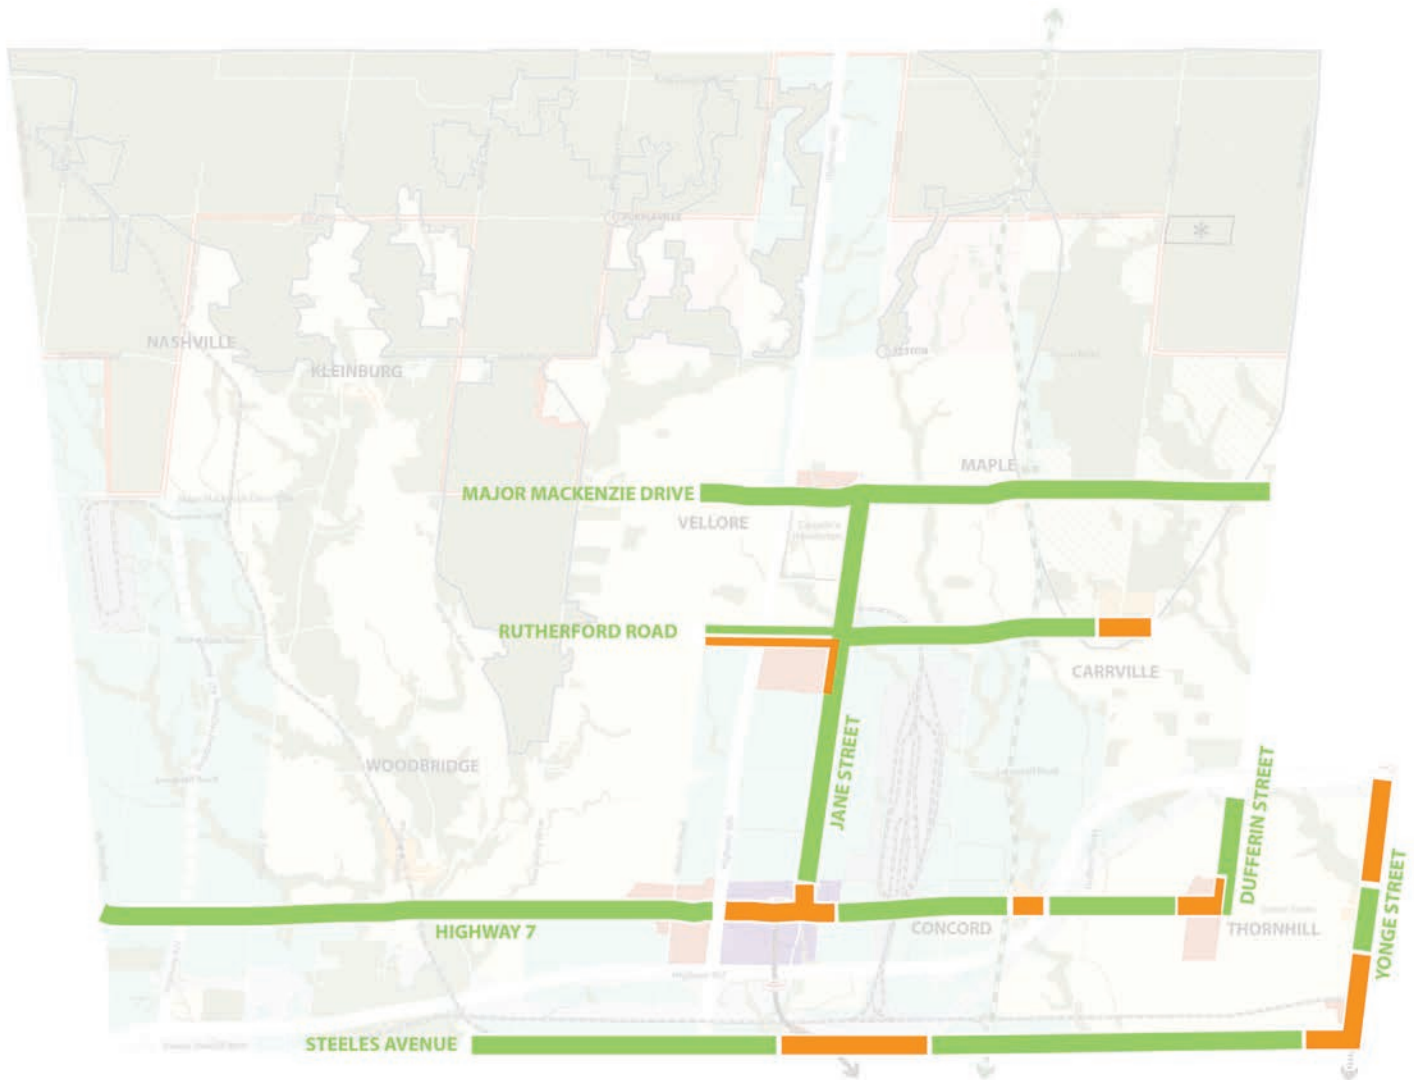 NASHVILLE
KLEINBURG
MAPLE
MAJOR MACKENZIE DRIVE
VELLORE
RUTHERFORD ROAD
CARRVILLE
JANE STREET
WOODBRIDGE
DUFFERIN STREET
YONGE STREET
HIGHWAY 7
CONCORD
THORNHILL
STEELES AVENUE